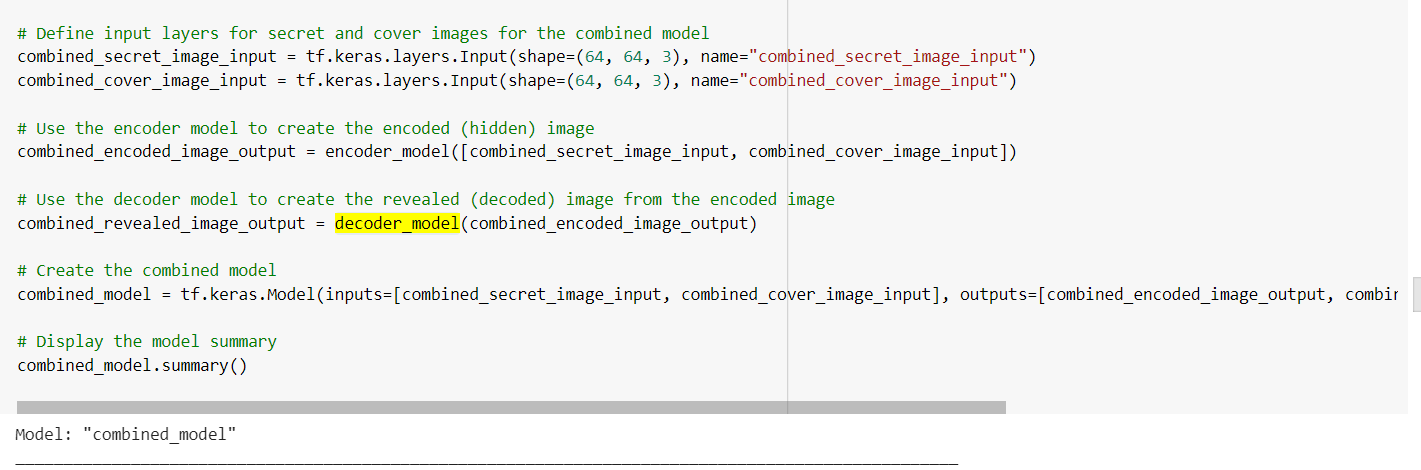 # Define input layers for secret and cover images for the combined model
combined_secret_image_input = tf.keras.layers.Input(shape=(64, 64, 3), name="combined_secret_image_input")
combined_cover_image_input = tf.keras.layers.Input(shape=(64, 64, 3), name="combined_cover_image_input")
# Use the encoder model to create the encoded (hidden) image
combined_encoded_image_output = encoder_model([combined_secret_image_input, combined_cover_image_input])
# Use the decoder model to create the revealed (decoded) image from the encoded image
combined_revealed_image_output = decoder_model(combined_encoded_image_output)
# Create the combined model
combined_model = tf.keras.Model(inputs=[combined_secret_image_input, combined_cover_image_input], outputs=[combined_encoded_image_output,
# Display the model summary
combined_model.summary()
Model: "combined_model"